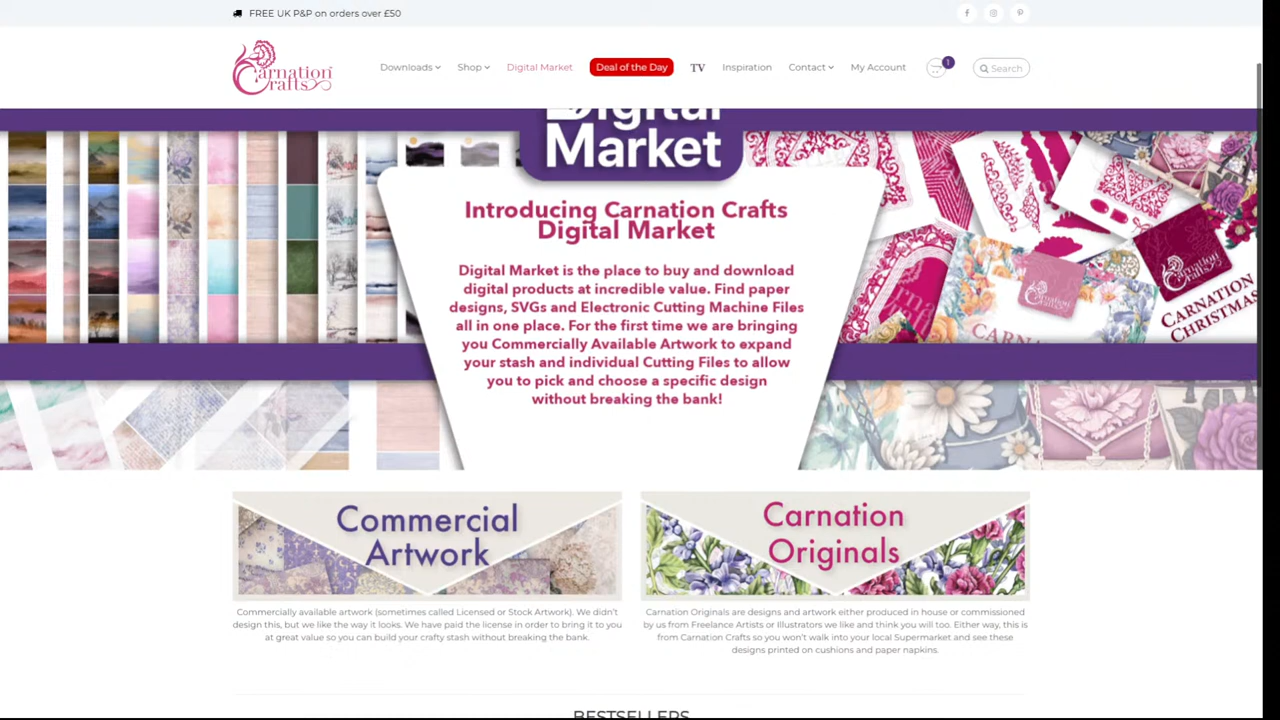 FREE UK P&P on orders over £50
Carnation Crafts
Downloads
Shop
Digital Market
Deal of the Day
TV
Inspiration
Contact
My Account
1
Search
Digital
Market
Introducing Carnation Crafts
Digital Market
Digital Market is the place to buy and download
digital products at incredible value. Find paper
designs, SVGs and Electronic Cutting Machine Files
all in one place. For the first time we are bringing
you Commercially Available Artwork to expand
your stash and individual Cutting Files to allow
you to pick and choose a specific design
without breaking the bank!
CARNATION
CHRISTMAS
Commercial
Artwork
Carnation
Originals
Commercially available artwork (sometimes called Licensed or Stock Artwork). We didn't
design this, but we like the way it looks. We have paid the license in order to bring it to you
at great value so you can build your crafty stash without breaking the bank.
Carnation Originals are designs and artwork either produced in house or commissioned
by us from Freelance Artists or Illustrators we like and think you will too. Either way, this is
from Carnation Crafts so you won't walk into your local Supermarket and see these
designs printed on cushions and paper napkins.
BESTSELLERS